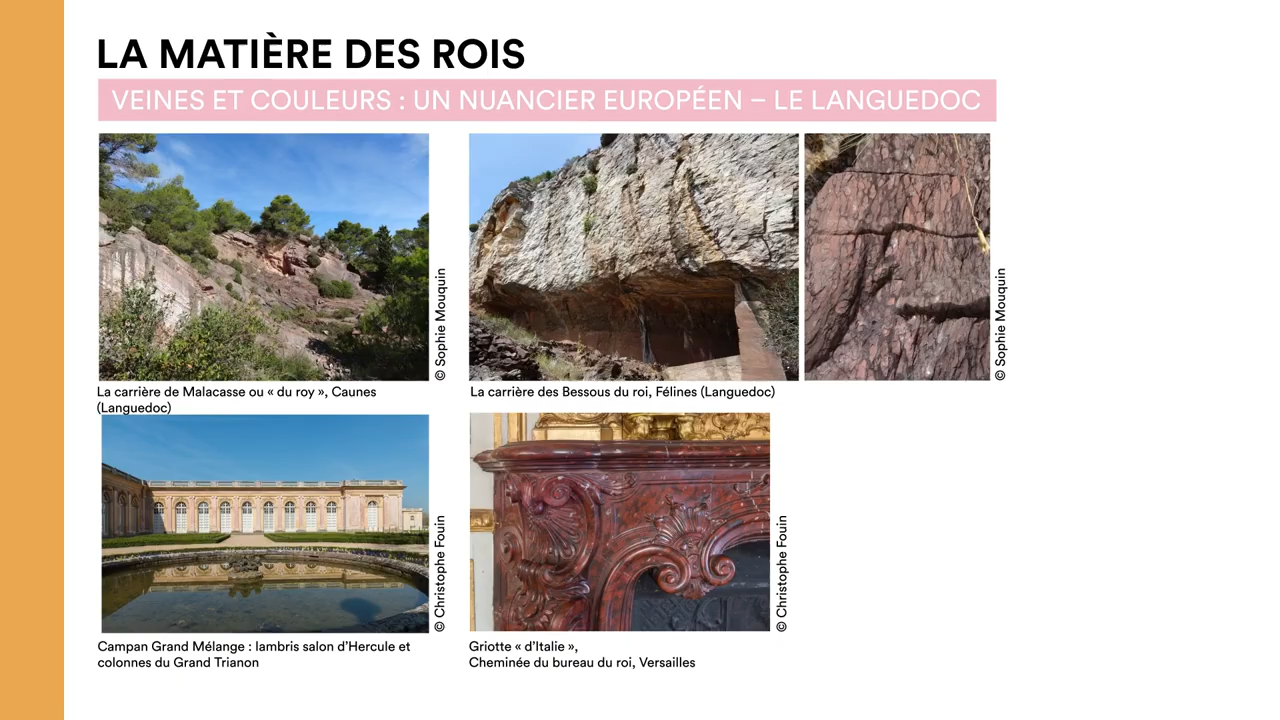 LA MATIÈRE DES ROIS
VEINES ET COULEURS : UN NUANCIER EUROPÉEN – LE LANGUEDOC
© Sophie Mouquin
© Sophie Mouquin
La carrière de Malacasse ou « du roy », Caunes
(Languedoc)
La carrière des Bessous du roi, Félines (Languedoc)
© Christophe Fouin
© Christophe Fouin
Campan Grand Mélange : lambris salon d'Hercule et
colonnes du Grand Trianon
Griotte « d'Italie »,
Cheminée du bureau du roi, Versailles